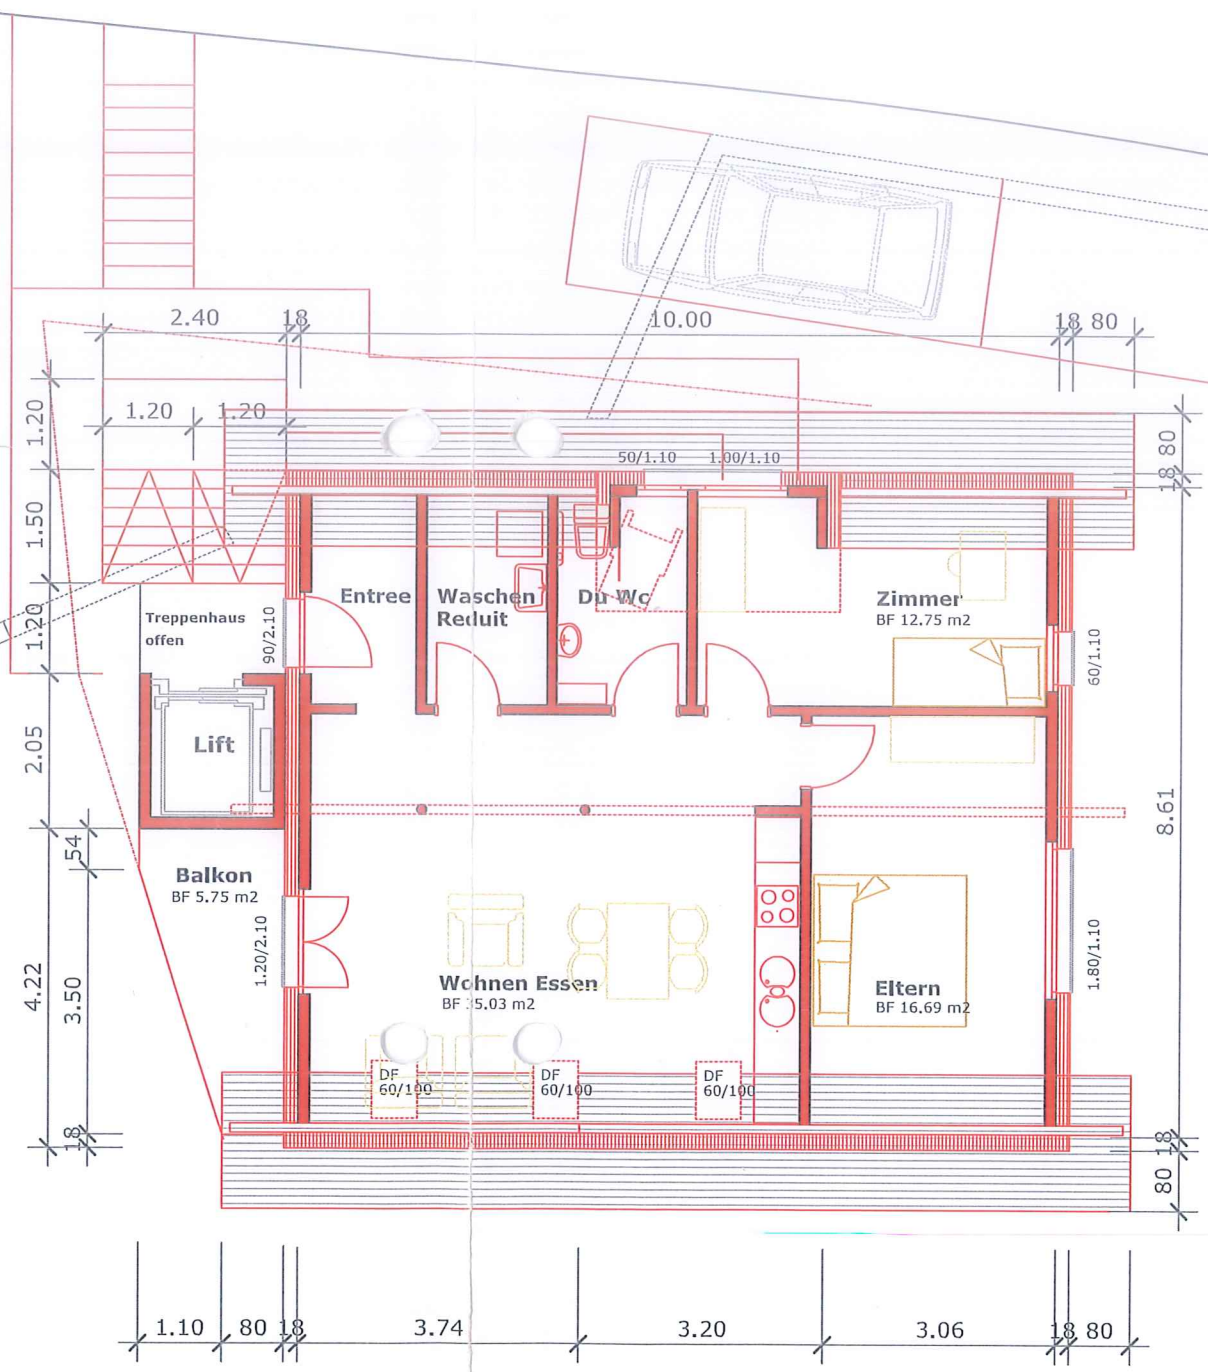 2.40
18
10.00
18
80
1.20
1.20
1.20
80
18
50/1.10
1.00/1.10
1.50
Entree
Waschen
Reduit
Du Wc
Zimmer
BF 12.75 m2
Treppenhaus
offen
90/2.10
1.20
60/1.10
Lift
2.05
8.61
54
Balkon
BF 5.75 m2
1.20/2.10
1.80/1.10
Wohnen Essen
m2
Eltern
BF 16.69 m2
4.22
3.50
DF
60/100
DF
60/100
DF
60/100
18
18
80
1.10
80
18
3.74
3.20
3.06
18
80